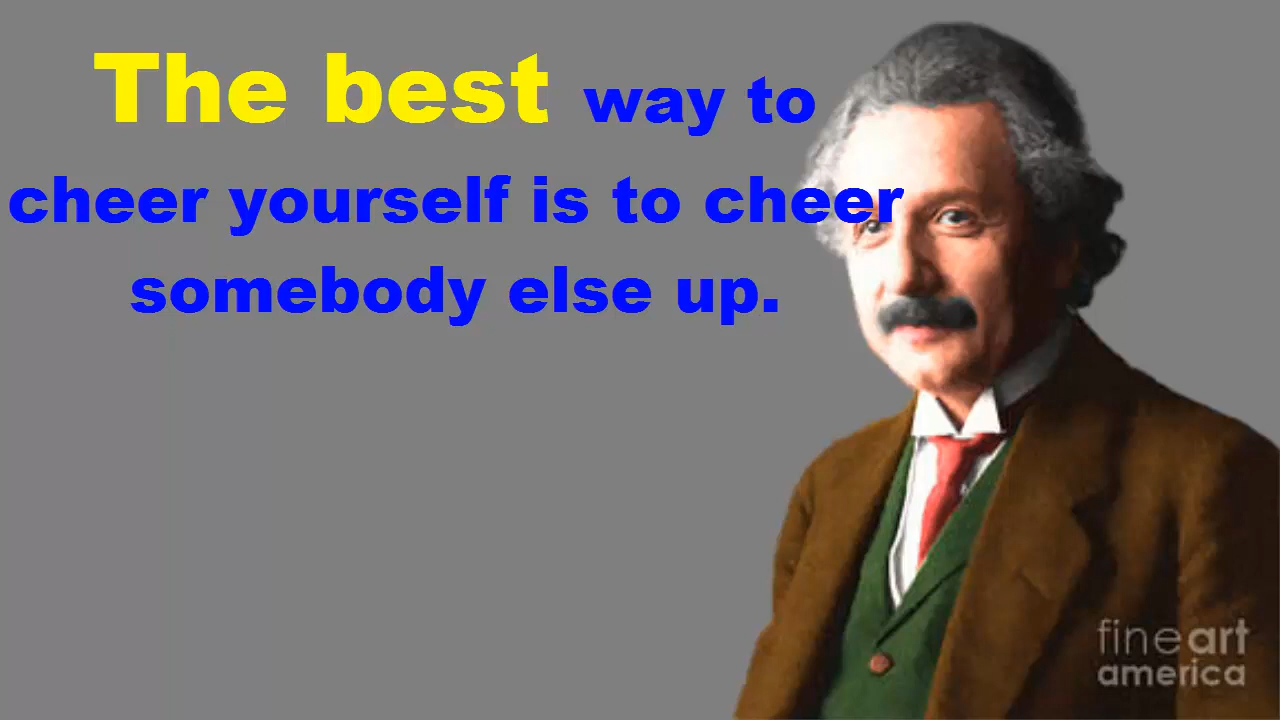 The best way to
cheer yourself is to cheer
somebody else up.
fineart
america